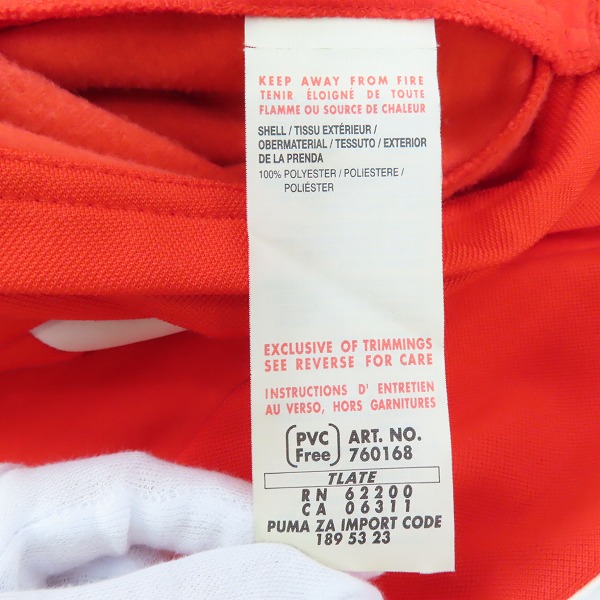 KEEP AWAY FROM FIRE
TENIR ÉLOIGNÉ DE TOUTE
FLAMME OU SOURCE DE CHALEUR
SHELL / TISSU EXTÉRIEUR /
OBERMATERIAL / TESSUTO / EXTERIOR
DE LA PRENDA
100% POLYESTER / POLIESTERE /
POLIÉSTER
EXCLUSIVE OF TRIMMINGS
SEE REVERSE FOR CARE
INSTRUCTIONS D' ENTRETIEN
AU VERSO, HORS GARNITURES
(PVC Free) ART. NO. 760168
TLATE
RN 62200
CA 06311
PUMA ZA IMPORT CODE
189 53 23